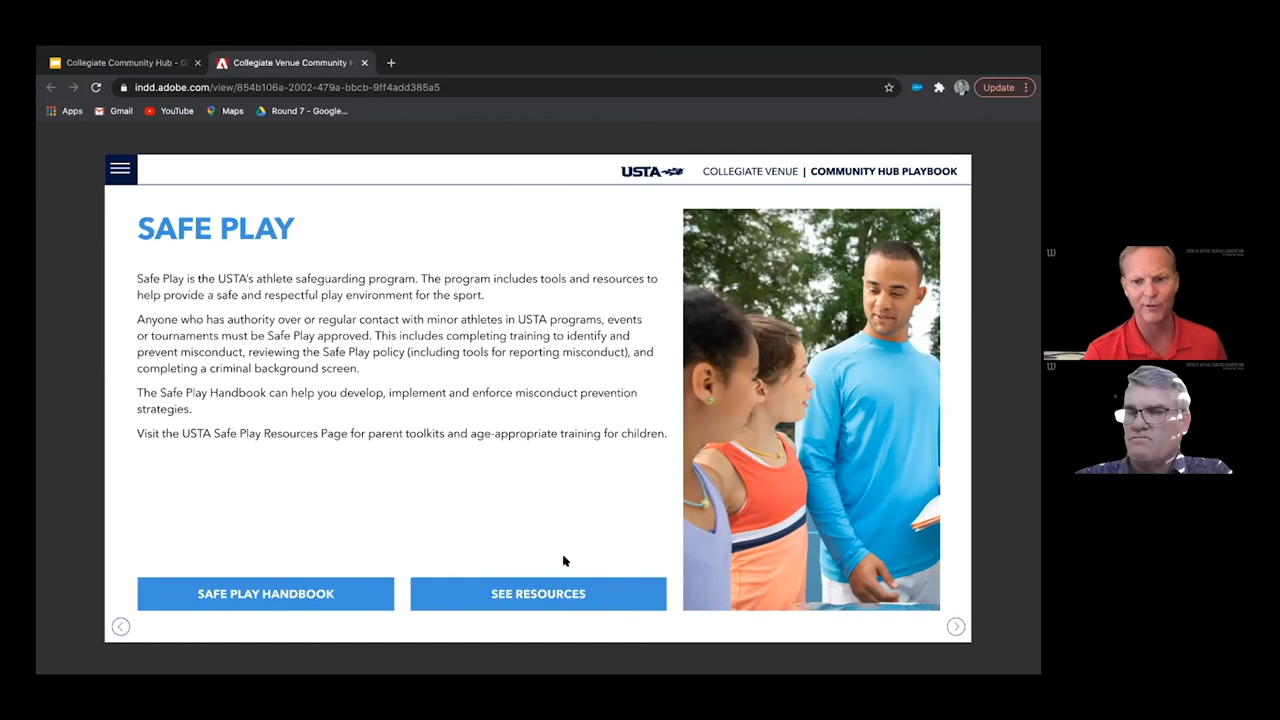 Collegiate Community Hub - G
Collegiate Venue Community H
indd.adobe.com/view/854b106a-2002-479a-bbcb-9ff4add385a5
Update
Apps
Gmail
YouTube
Maps
Round 7 - Google...
USTA
COLLEGIATE VENUE | COMMUNITY HUB PLAYBOOK
SAFE PLAY
Safe Play is the USTA's athlete safeguarding program. The program includes tools and resources to
help provide a safe and respectful play environment for the sport.
Anyone who has authority over or regular contact with minor athletes in USTA programs, events
or tournaments must be Safe Play approved. This includes completing training to identify and
prevent misconduct, reviewing the Safe Play policy (including tools for reporting misconduct), and
completing a criminal background screen.
The Safe Play Handbook can help you develop, implement and enforce misconduct prevention
strategies.
Visit the USTA Safe Play Resources Page for parent toolkits and age-appropriate training for children.
SAFE PLAY HANDBOOK
SEE RESOURCES